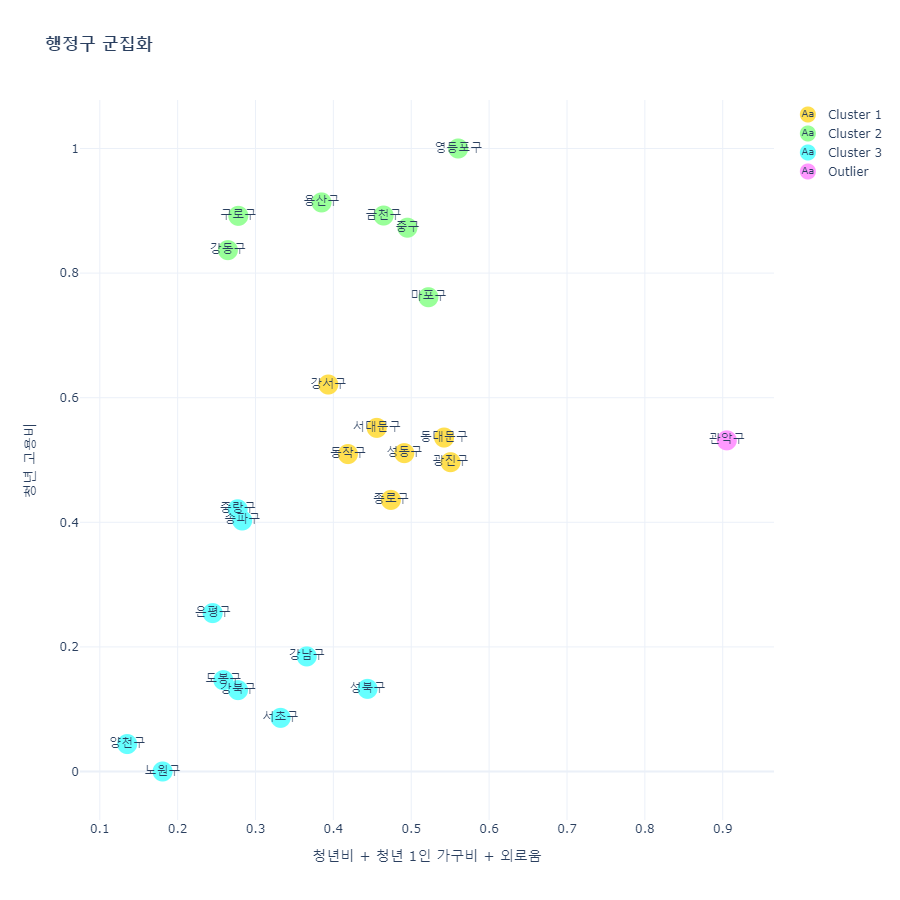 행정구 군집화
Aa Cluster 1
Aa Cluster 2
Aa Cluster 3
Aa Outlier
영등포구
용산구
구로구
금천구
중구
강동구
마포구
강서구
서대문구
동대문구
동작구
성동구
광진구
관악구
종로구
중랑구
송파구
은평구
강남구
도봉구
강북구
성북구
서초구
양천구
노원구
1
0.8
0.6
0.4
0.2
0
청년 고용비
0.1 0.2 0.3 0.4 0.5 0.6 0.7 0.8 0.9
청년비 + 청년 1인 가구비 + 외로움